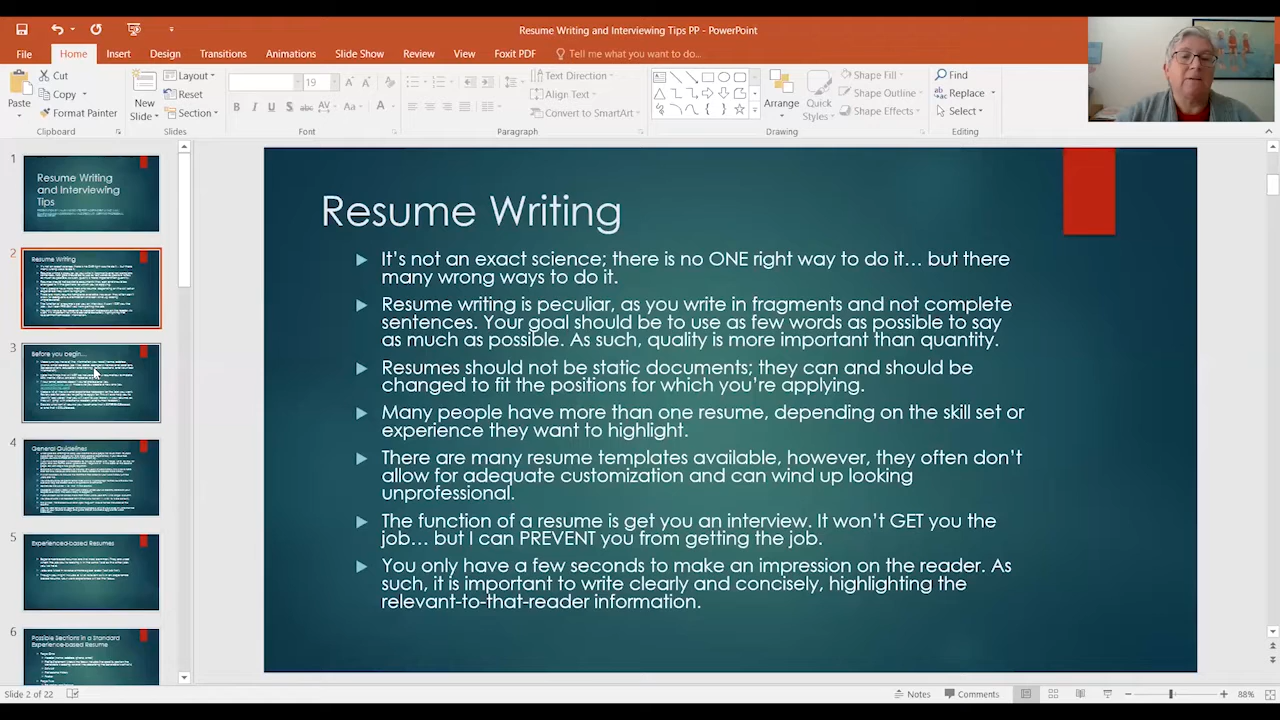 Resume Writing and Interviewing Tips PP - PowerPoint
File Home Insert Design Transitions Animations Slide Show Review View Foxit PDF Tell me what you want to do...
Paste
Cut
Copy
Format Painter
Clipboard
New
Slide
Layout
Reset
Section
Slides
19
Font
Text Direction
Align Text
Convert to SmartArt
Paragraph
Arrange
Quick
Styles
Shape Fill
Shape Outline
Shape Effects
Drawing
Find
Replace
Select
Editing
1
Resume Writing
and Interviewing
Tips
2
Resume Writing
3
Before you begin...
4
General Guidelines
5
Experienced-based Resumes
6
Possible Sections in a Standard
Experience-based Resume
Resume Writing
It's not an exact science; there is no ONE right way to do it… but there
many wrong ways to do it.
Resume writing is peculiar, as you write in fragments and not complete
sentences. Your goal should be to use as few words as possible to say
as much as possible. As such, quality is more important than quantity.
Resumes should not be static documents; they can and should be
changed to fit the positions for which you're applying.
Many people have more than one resume, depending on the skill set or
experience they want to highlight.
There are many resume templates available, however, they often don't
allow for adequate customization and can wind up looking
unprofessional.
The function of a resume is get you an interview. It won't GET you the
job… but I can PREVENT you from getting the job.
You only have a few seconds to make an impression on the reader. As
such, it is important to write clearly and concisely, highlighting the
relevant-to-that-reader information.
Slide 2 of 22
Notes
Comments
88%